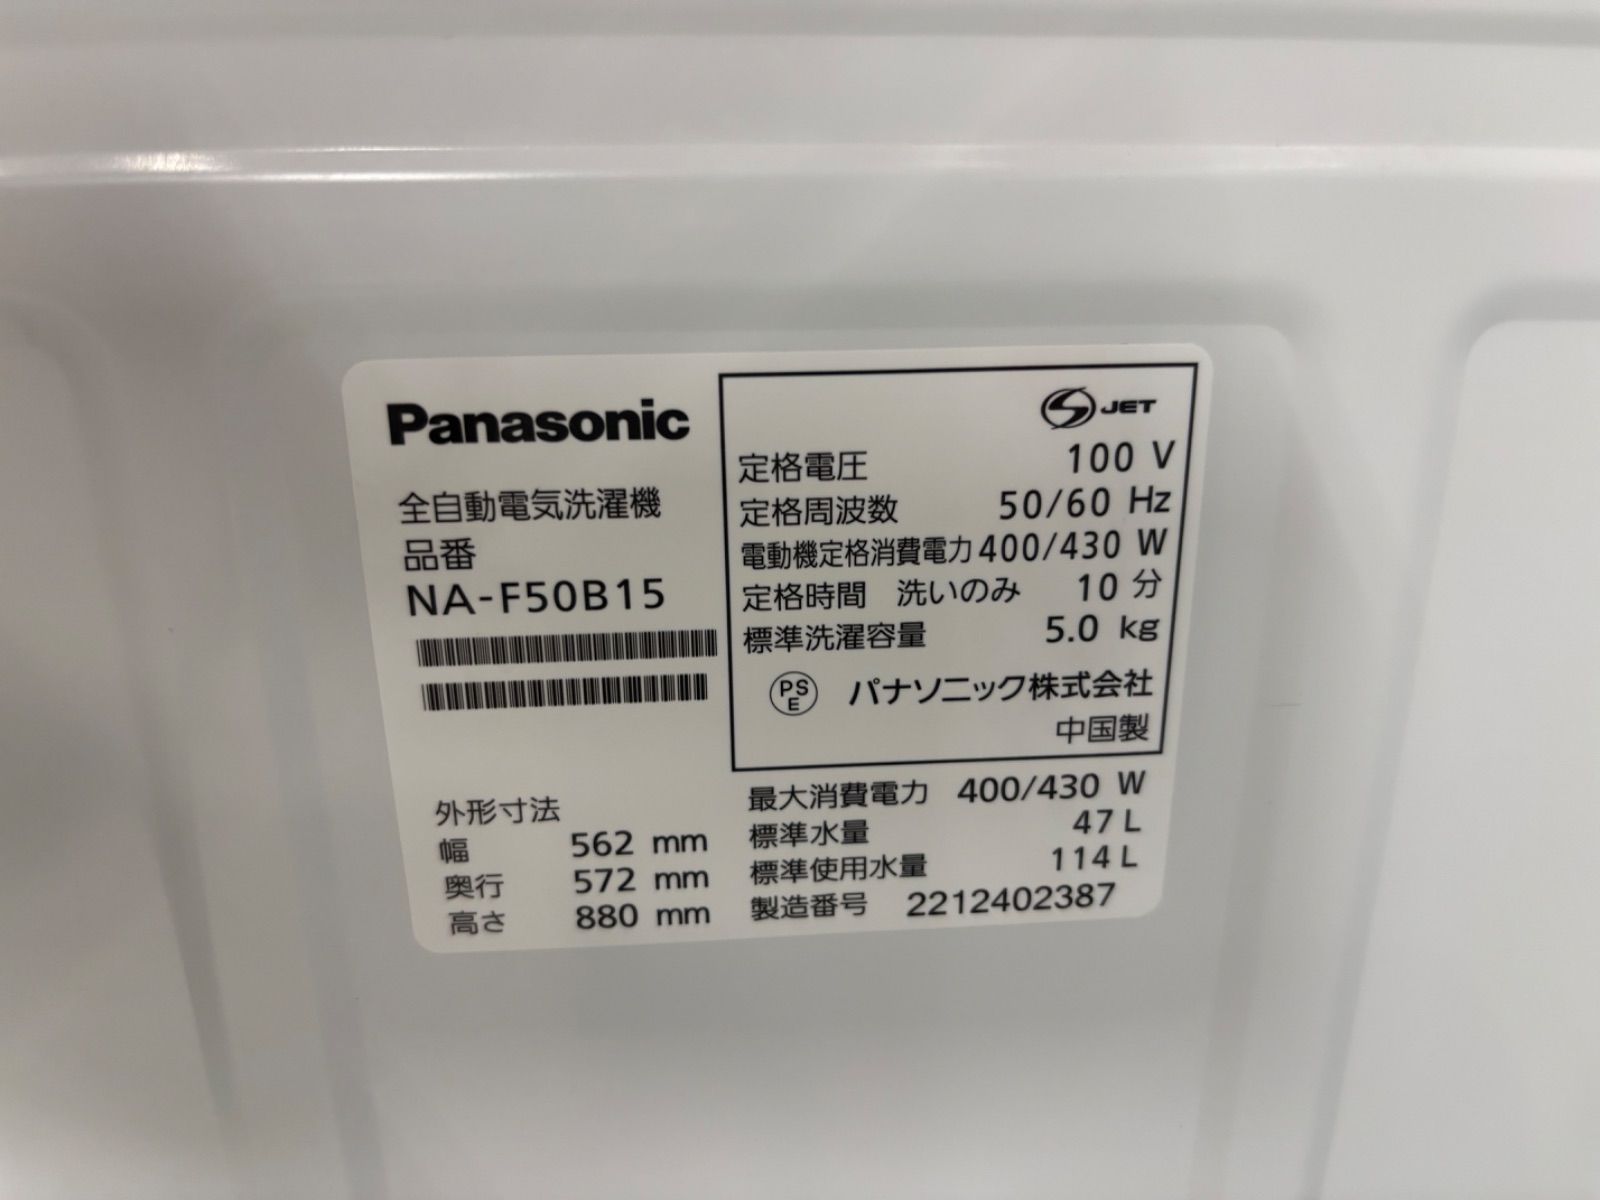 Panasonic
全自動電気洗濯機
品番
NA-F50B15
外形寸法
幅 562 mm
奥行 572 mm
高さ 880 mm
S JET
定格電圧 100 V
定格周波数 50/60 Hz
電動機定格消費電力 400/430 W
定格時間 洗いのみ 10 分
標準洗濯容量 5.0 kg
PS E パナソニック株式会社
中国製
最大消費電力 400/430 W
標準水量 47 L
標準使用水量 114 L
製造番号 2212402387